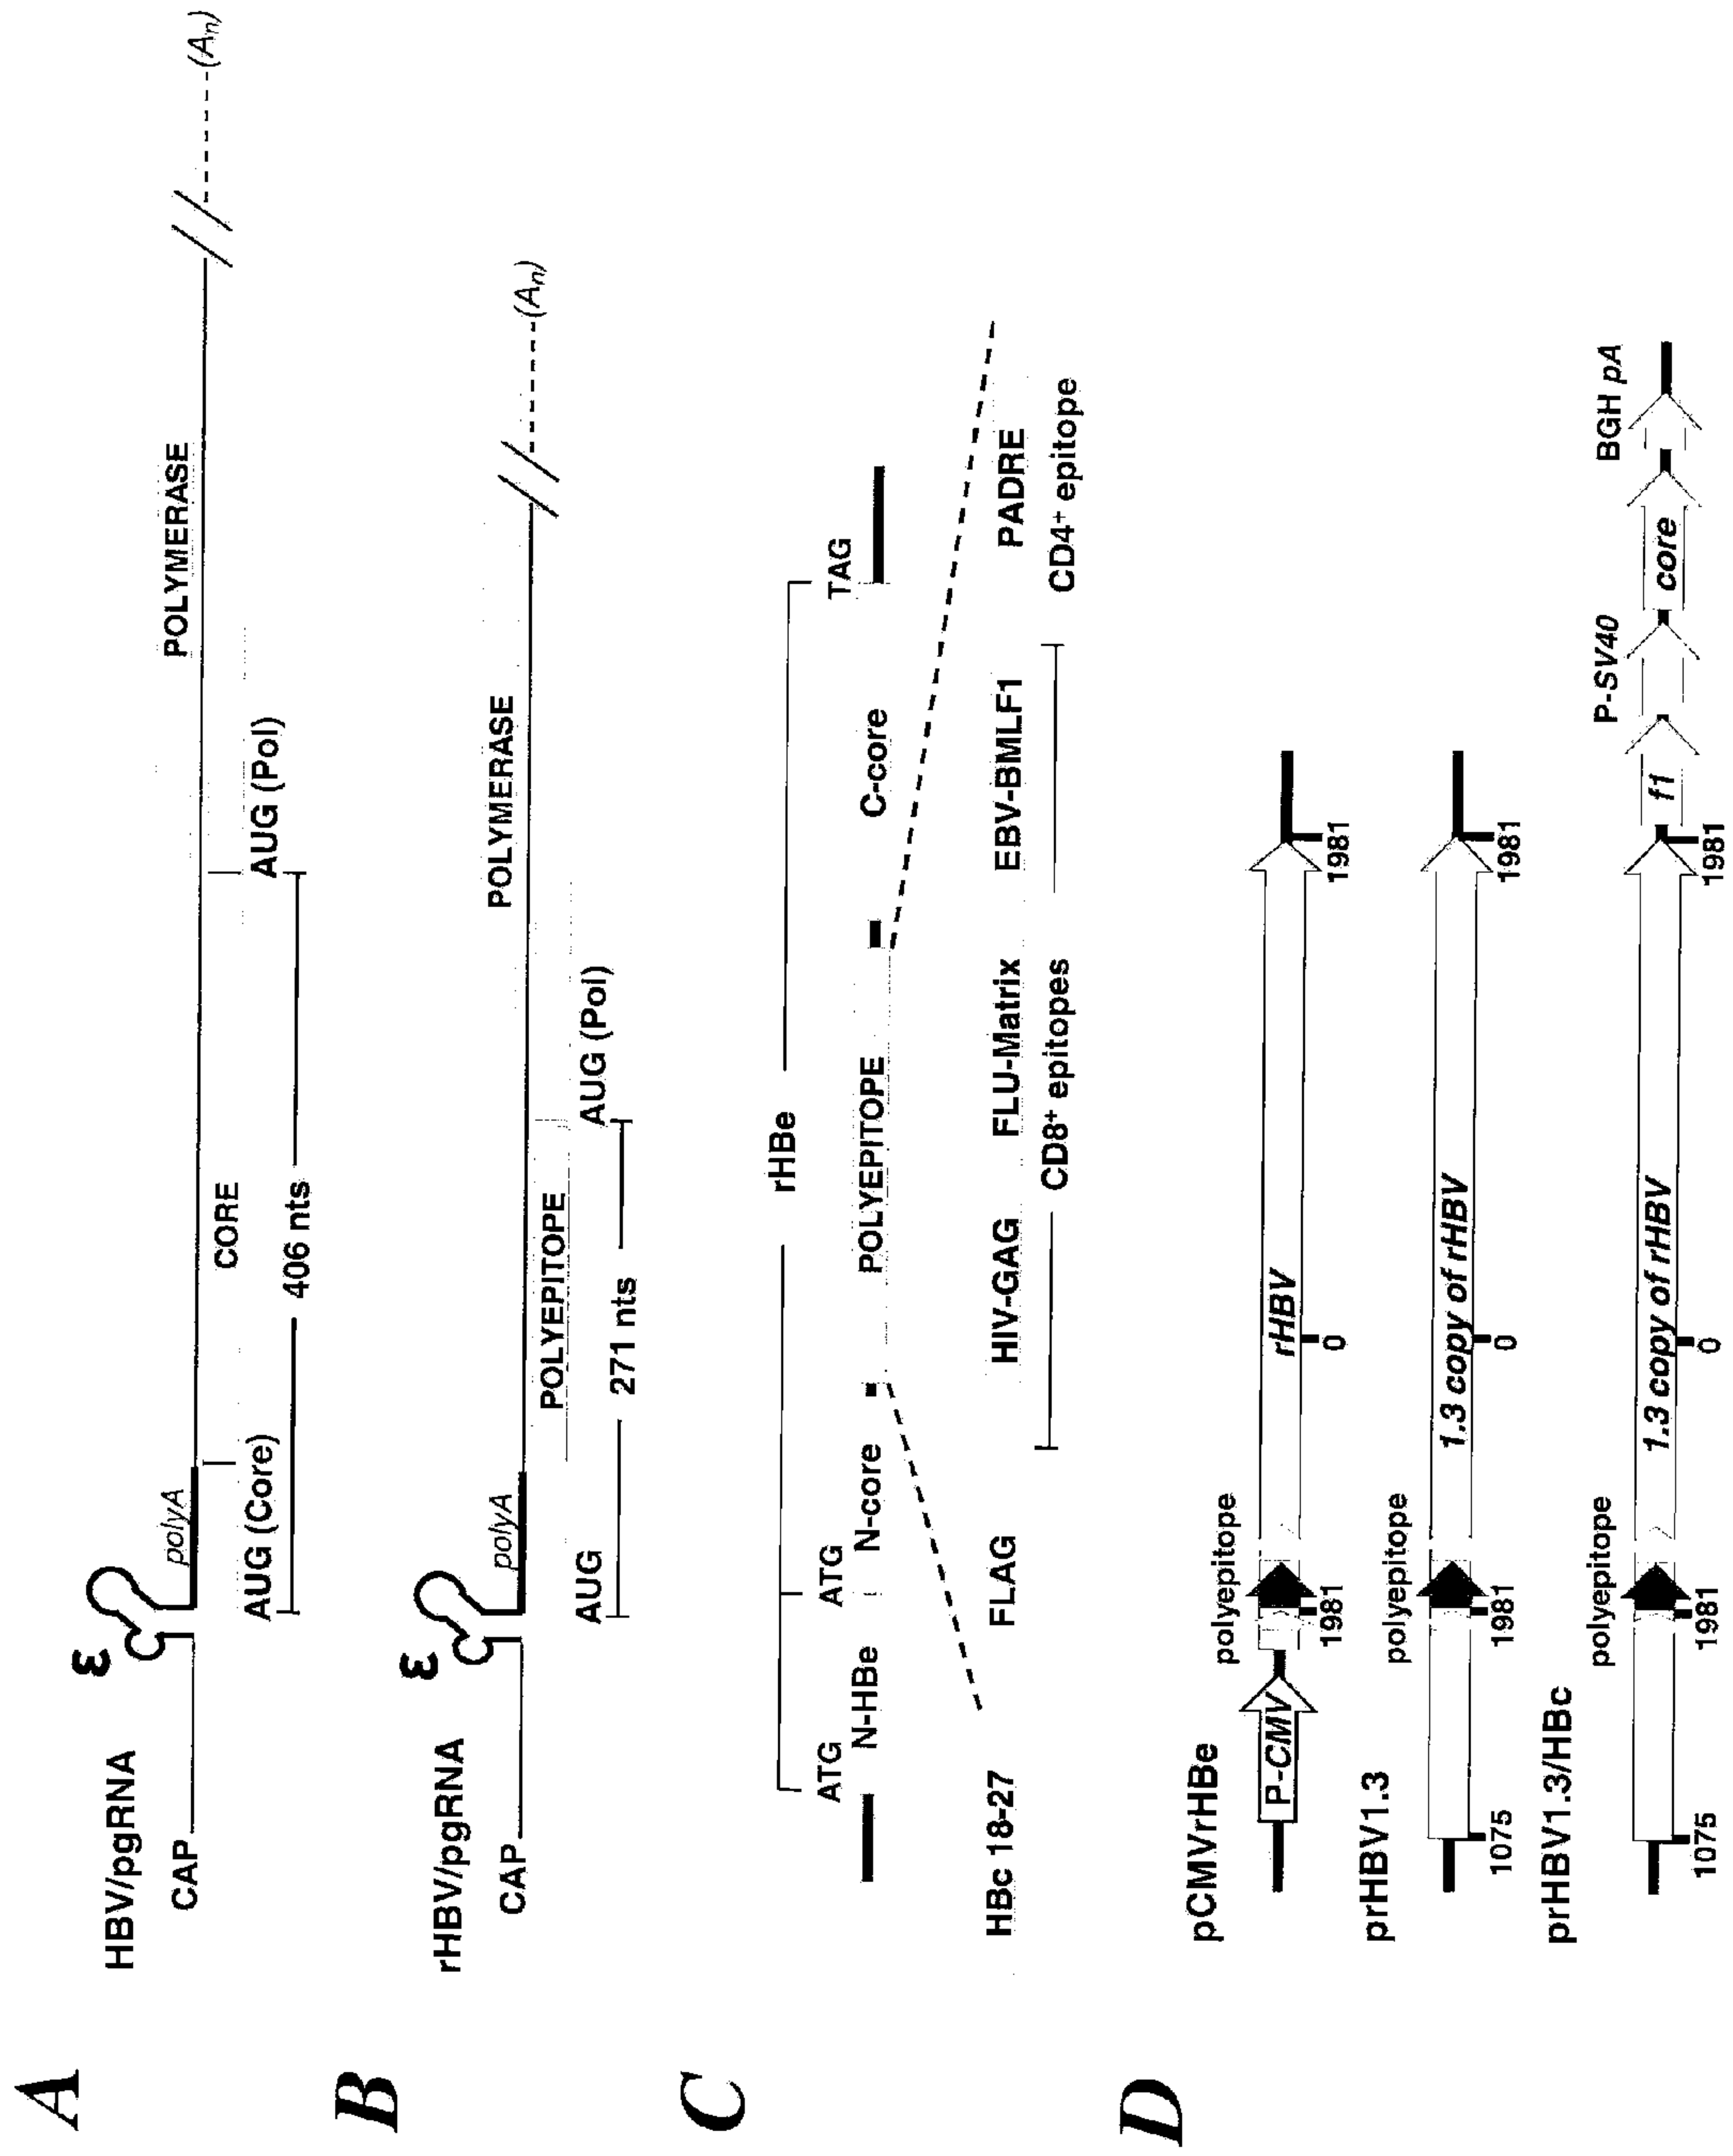 A
HBV/pgRNA
ε
CAP
polyA
POLYMERASE
(An)
CORE
AUG (Core)
AUG (Pol)
406 nts
B
rHBV/pgRNA
ε
CAP
polyA
POLYMERASE
(An)
POLYEPITOPE
AUG
AUG (Pol)
271 nts
C
rHBe
ATG
ATG
TAG
N-HBe
N-core
POLYEPITOPE
C-core
HBc 18-27
FLAG
HIV-GAG
FLU-Matrix
EBV-BMLF1
PADRE
CD8+ epitopes
CD4+ epitope
D
pCMVrHBe
polyepitope
P-CMV
rHBV
1981
0
1981
prHBV1.3
polyepitope
1.3 copy of rHBV
1075
1981
0
1981
prHBV1.3/HBc
polyepitope
P-SV40
BGH pA
1.3 copy of rHBV
f1
core
1075
1981
0
1981